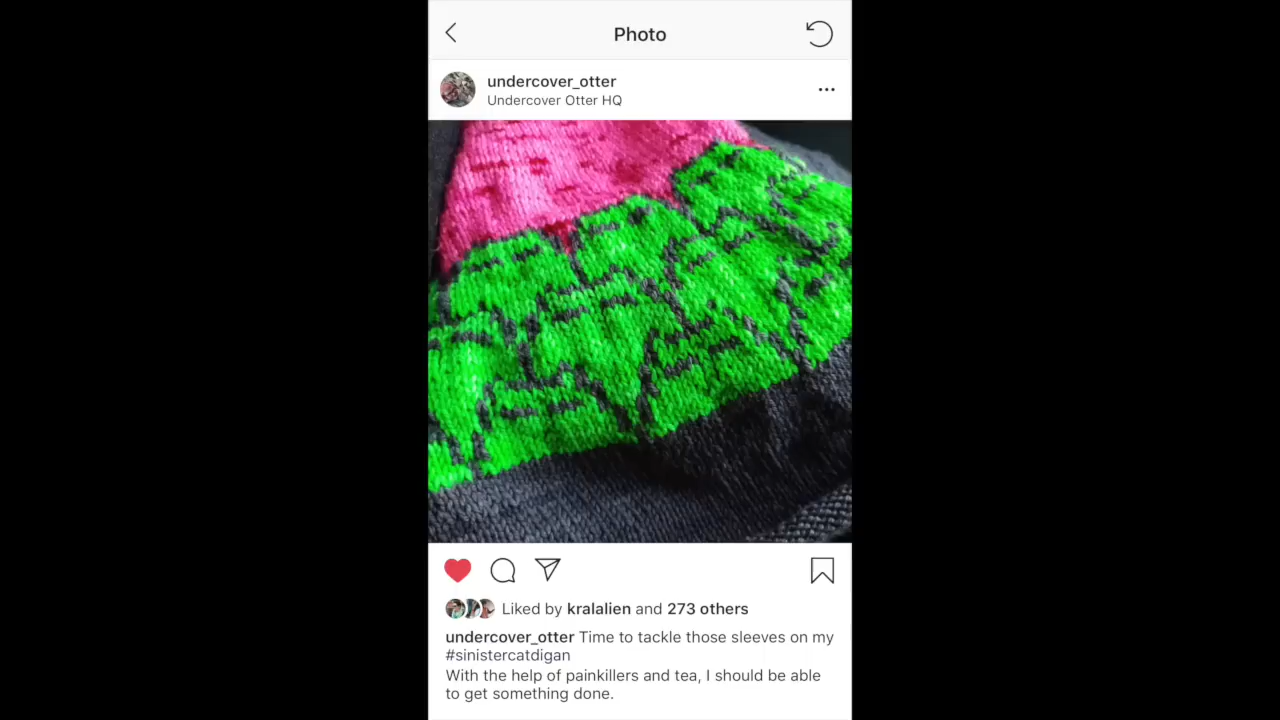 Photo
undercover_otter
Undercover Otter HQ
Liked by kralalien and 273 others
undercover_otter Time to tackle those sleeves on my
#sinistercatdigan
With the help of painkillers and tea, I should be able
to get something done.